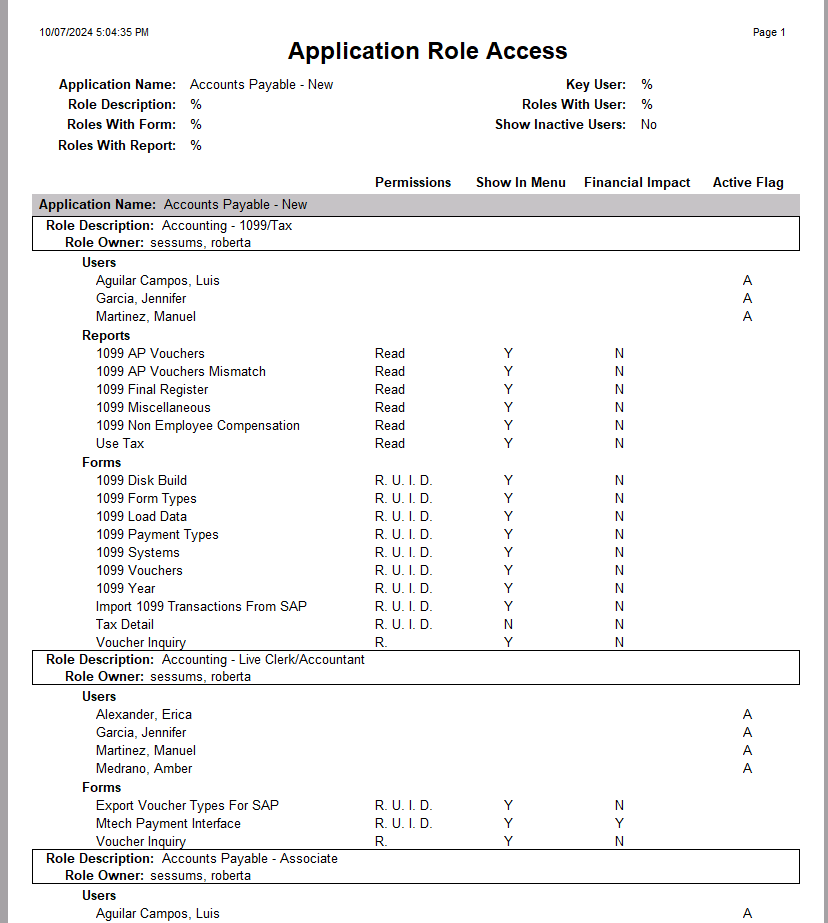 10/07/2024 5:04:35 PM Page 1
Application Role Access
Application Name: Accounts Payable - New Key User: %
Role Description: % Roles With User: %
Roles With Form: % Show Inactive Users: No
Roles With Report: %
Permissions Show In Menu Financial Impact Active Flag
Application Name: Accounts Payable - New
Role Description: Accounting - 1099/Tax
Role Owner: sessums, roberta
Users
Aguilar Campos, Luis A
Garcia, Jennifer A
Martinez, Manuel A
Reports
1099 AP Vouchers Read Y N
1099 AP Vouchers Mismatch Read Y N
1099 Final Register Read Y N
1099 Miscellaneous Read Y N
1099 Non Employee Compensation Read Y N
Use Tax Read Y N
Forms
1099 Disk Build R. U. I. D. Y N
1099 Form Types R. U. I. D. Y N
1099 Load Data R. U. I. D. Y N
1099 Payment Types R. U. I. D. Y N
1099 Systems R. U. I. D. Y N
1099 Vouchers R. U. I. D. Y N
1099 Year R. U. I. D. Y N
Import 1099 Transactions From SAP R. U. I. D. Y N
Tax Detail R. U. I. D. N N
Voucher Inquiry R. Y N
Role Description: Accounting - Live Clerk/Accountant
Role Owner: sessums, roberta
Users
Alexander, Erica A
Garcia, Jennifer A
Martinez, Manuel A
Medrano, Amber A
Forms
Export Voucher Types For SAP R. U. I. D. Y N
Mtech Payment Interface R. U. I. D. Y Y
Voucher Inquiry R. Y N
Role Description: Accounts Payable - Associate
Role Owner: sessums, roberta
Users
Aguilar Campos, Luis A